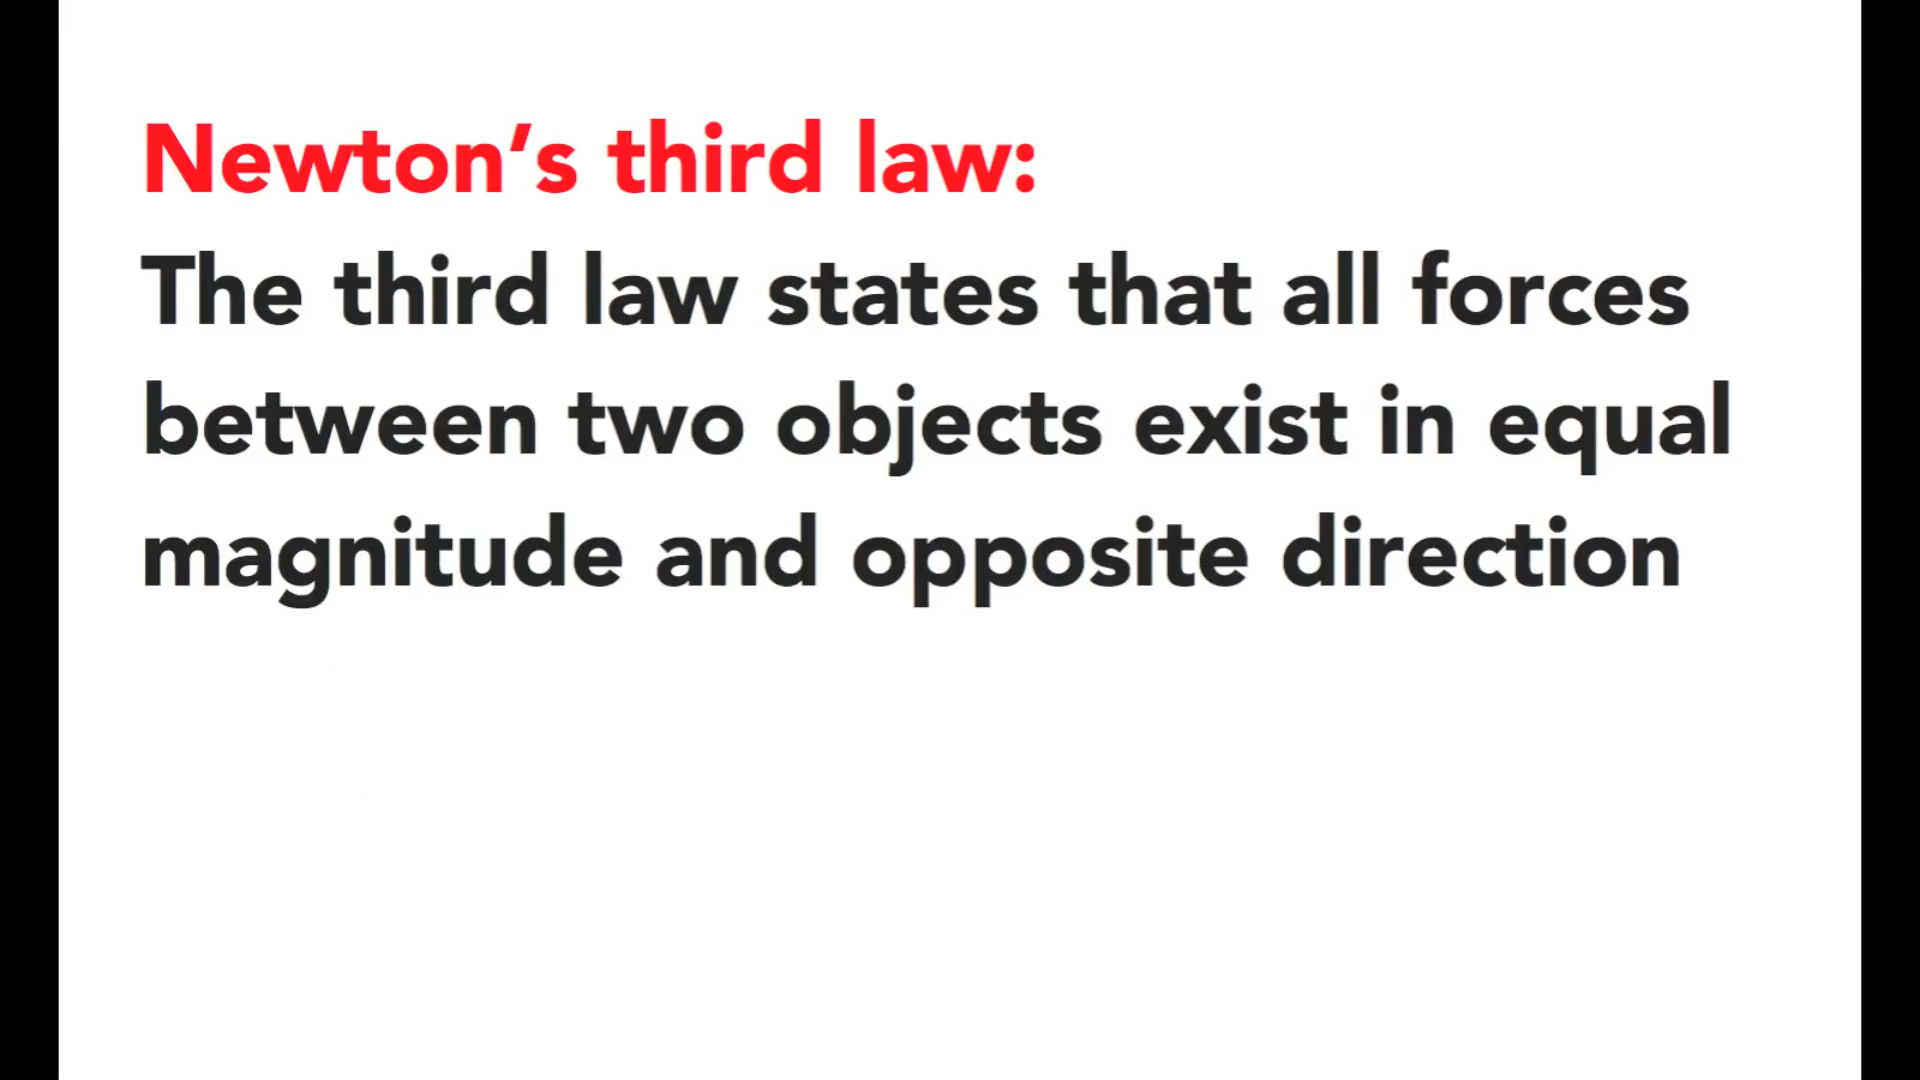 Newton’s third law:
The third law states that all forces
between two objects exist in equal
magnitude and opposite direction